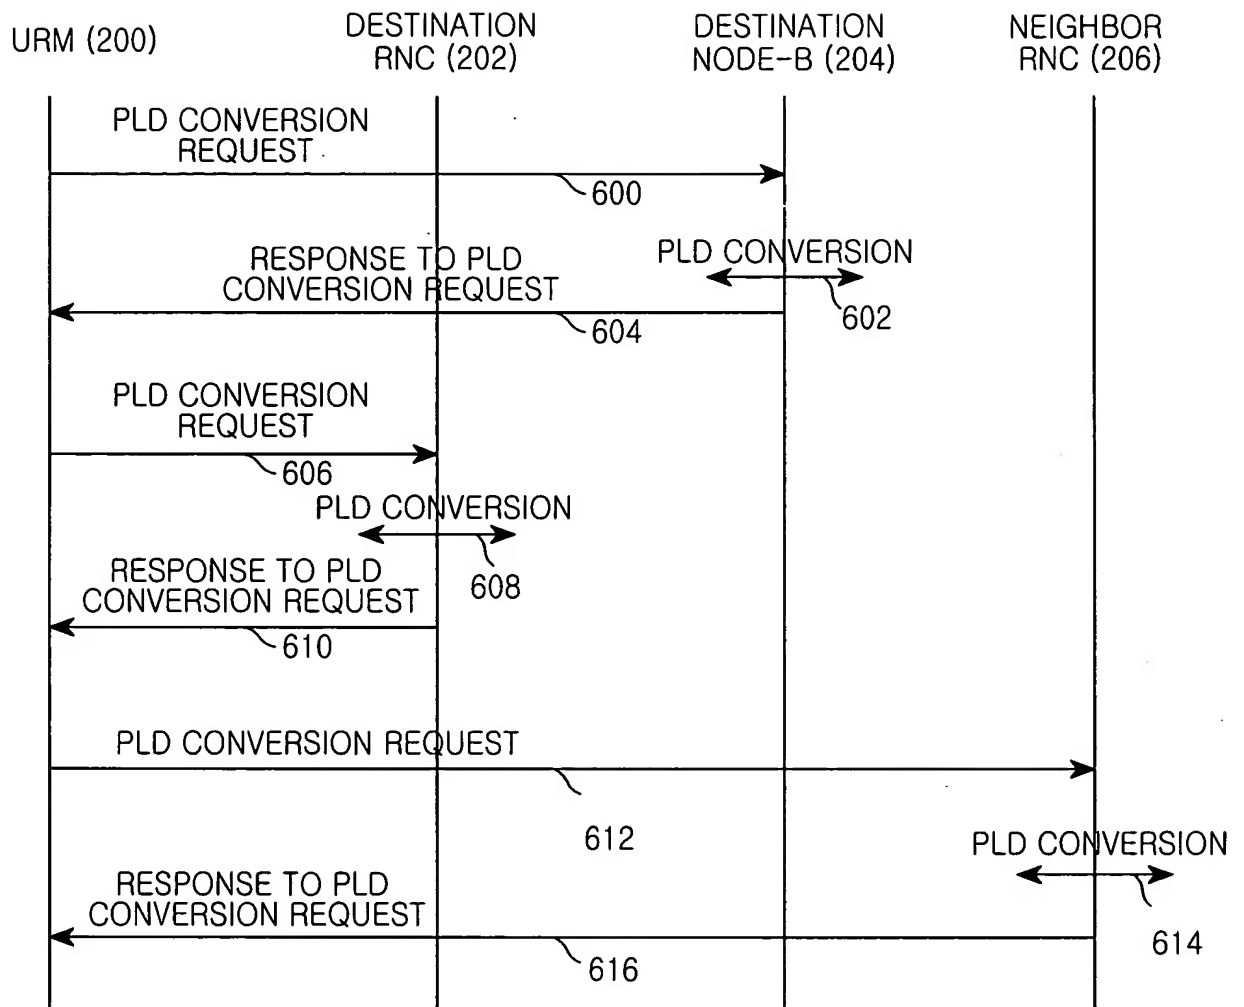 URM (200)
DESTINATION
RNC (202)
DESTINATION
NODE-B (204)
NEIGHBOR
RNC (206)
PLD CONVERSION
REQUEST
600
PLD CONVERSION
602
RESPONSE TO PLD
CONVERSION REQUEST
604
PLD CONVERSION
REQUEST
606
PLD CONVERSION
608
RESPONSE TO PLD
CONVERSION REQUEST
610
PLD CONVERSION REQUEST
612
PLD CONVERSION
614
RESPONSE TO PLD
CONVERSION REQUEST
616